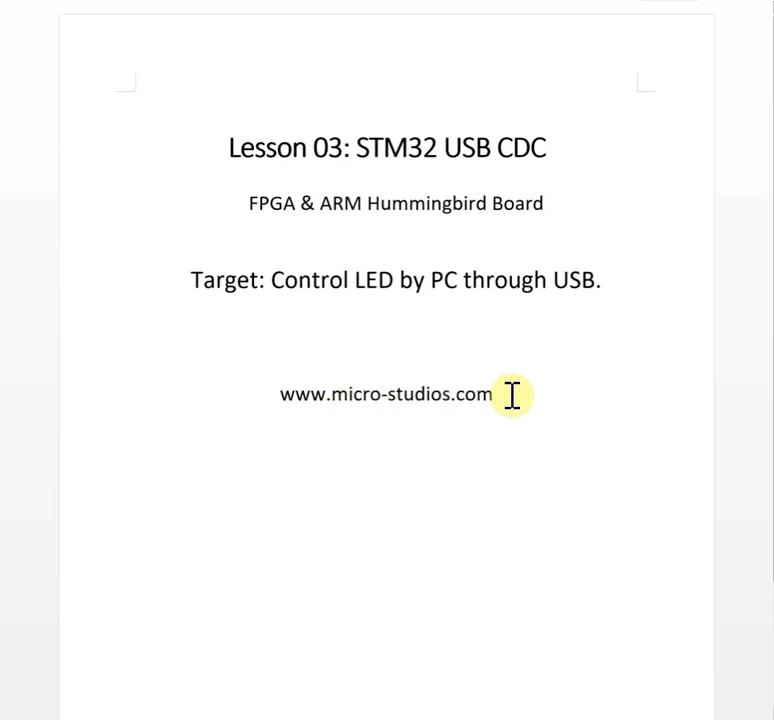 Lesson 03: STM32 USB CDC
FPGA & ARM Hummingbird Board
Target: Control LED by PC through USB.
www.micro-studios.com